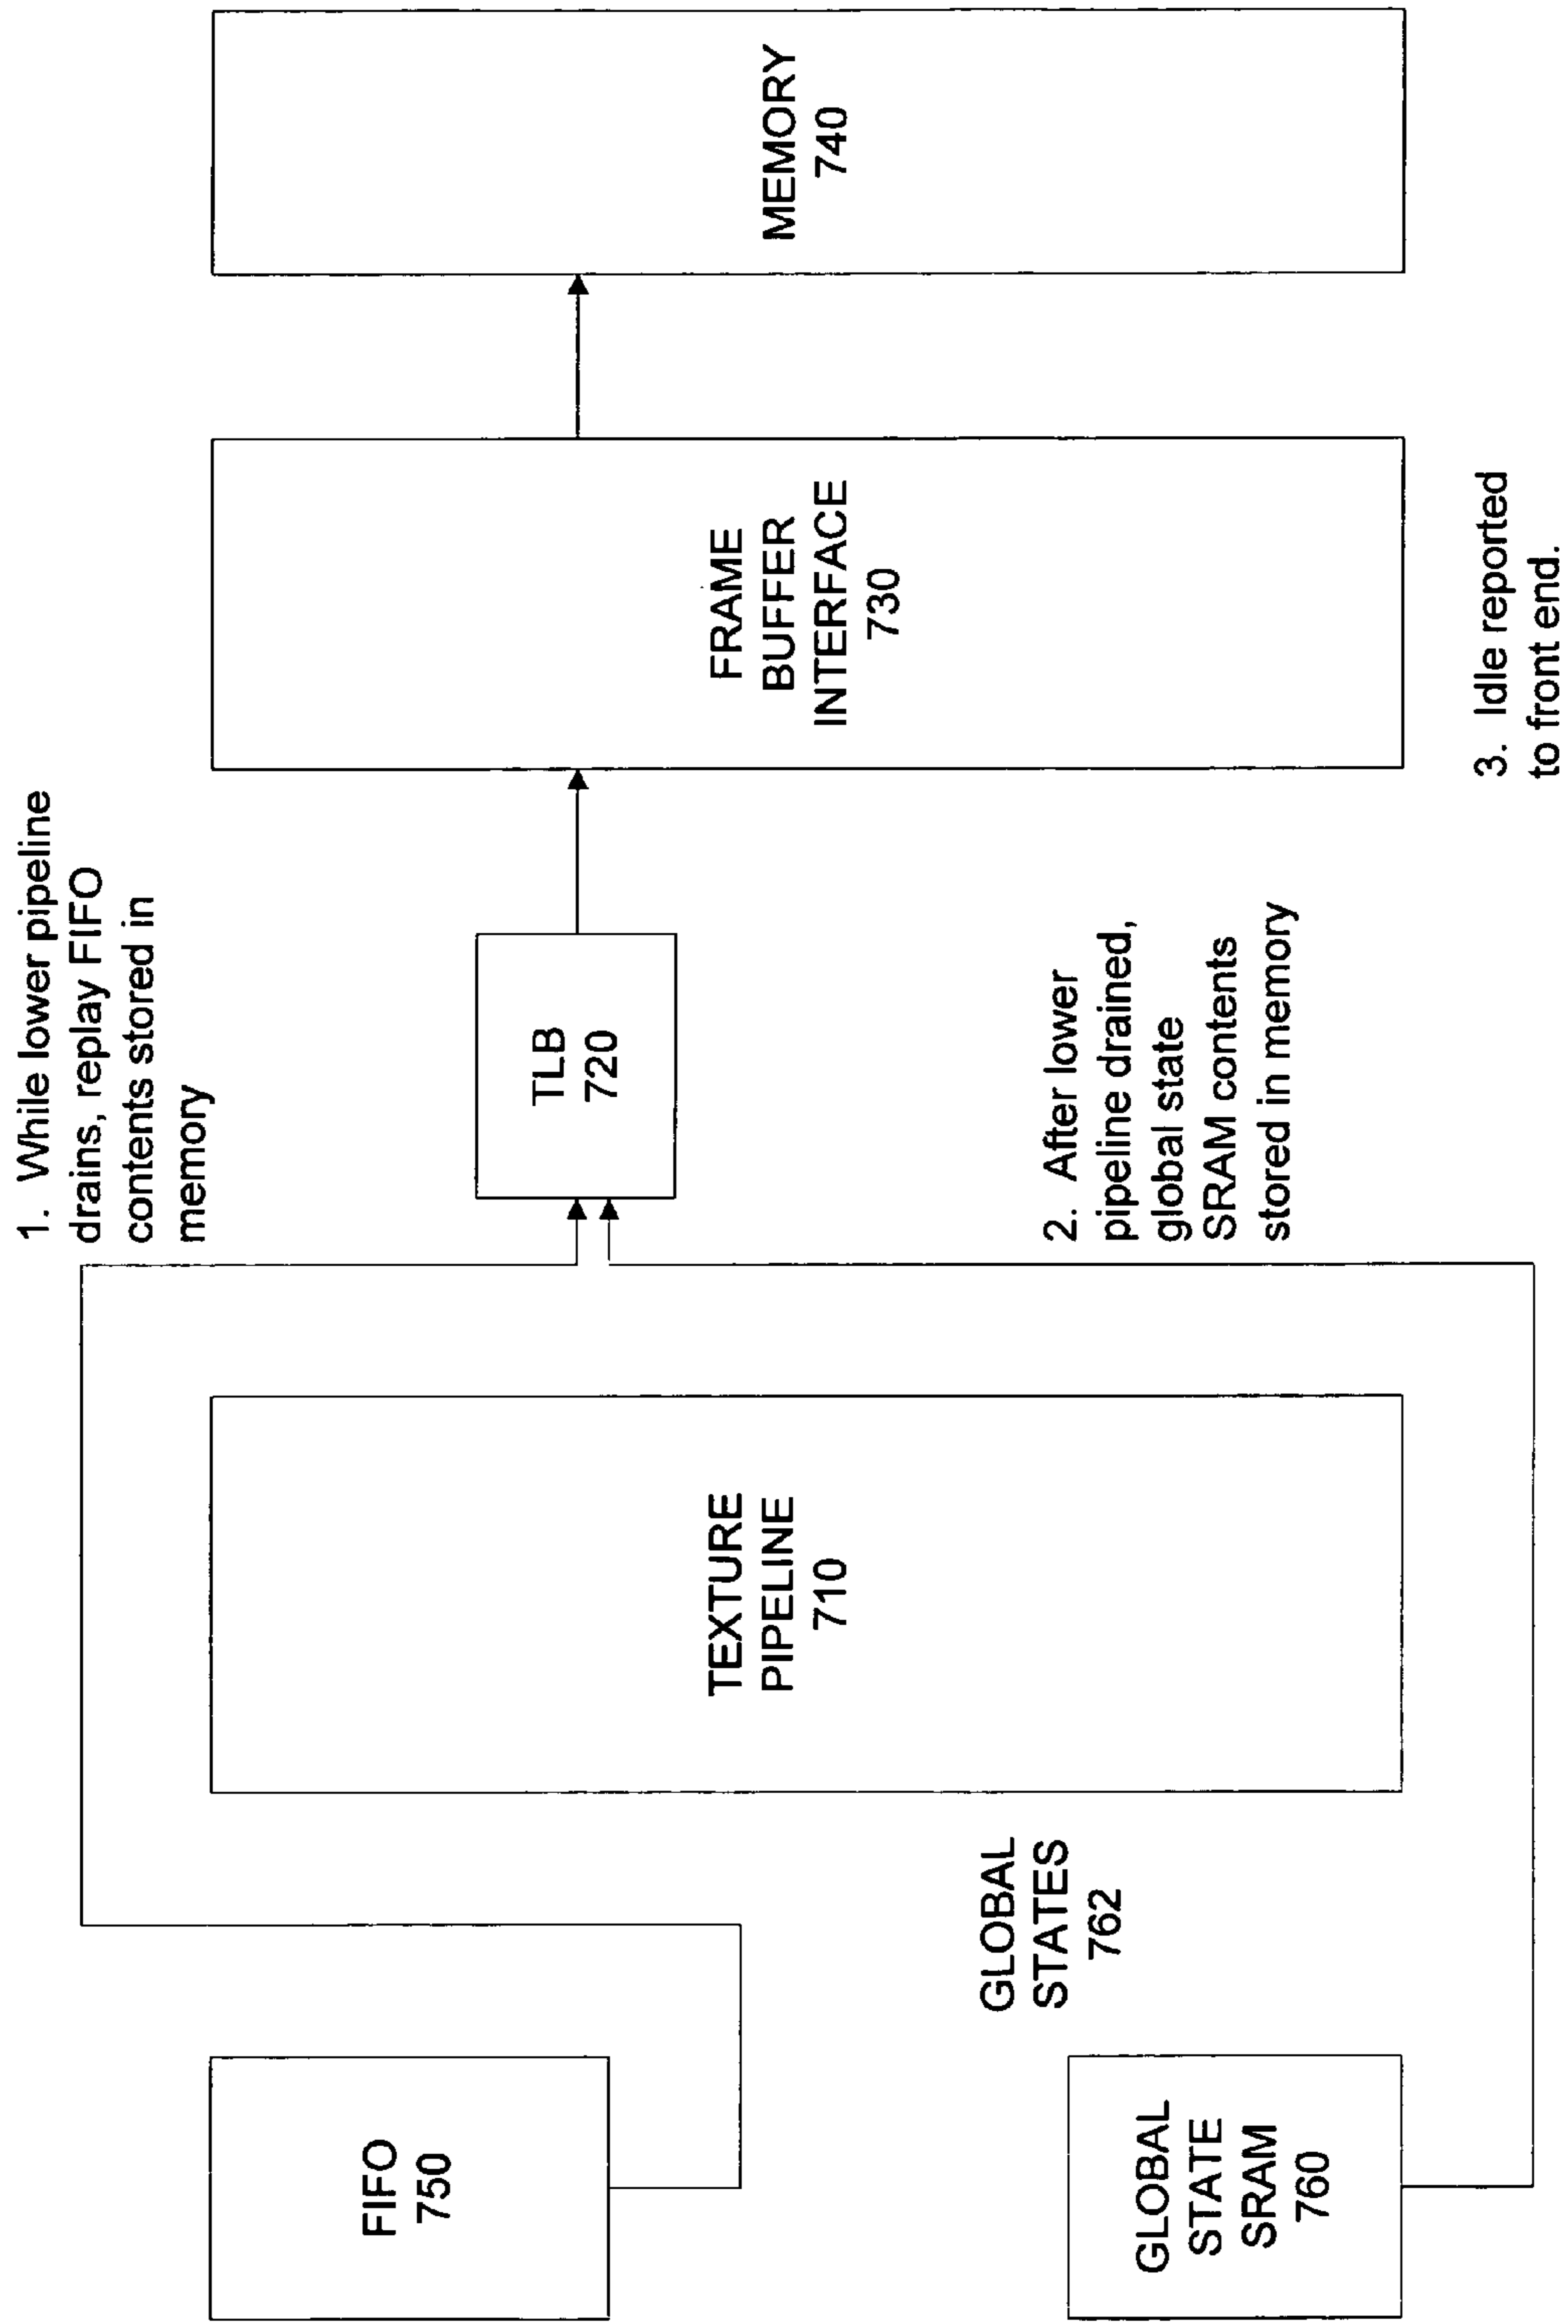 1. While lower pipeline
drains, replay FIFO
contents stored in
memory
FIFO
750
TEXTURE
PIPELINE
710
TLB
720
FRAME
BUFFER
INTERFACE
730
MEMORY
740
GLOBAL
STATES
762
GLOBAL
STATE
SRAM
760
2. After lower
pipeline drained,
global state
SRAM contents
stored in memory
3. Idle reported
to front end.